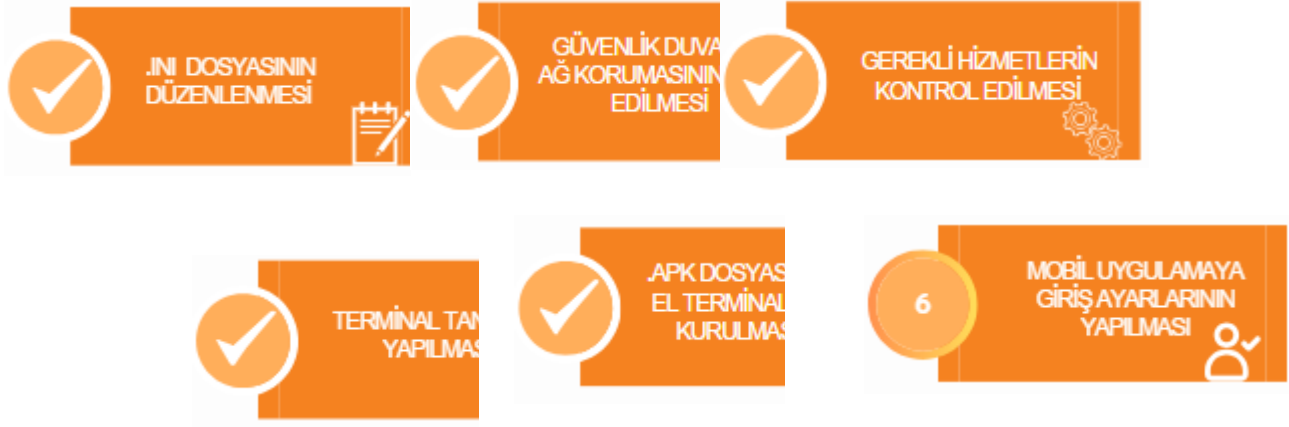 .INI DOSYASININ
DÜZENLENMESİ
GÜVENLİK DUVA
AĞ KORUMASININ
EDİLMESİ
GEREKLİ HİZMETLERİN
KONTROL EDİLMESİ
TERMİNAL TAN
YAPILMAS
.APK DOSYAS
EL TERMİNAL
KURULMAS
6
MOBİL UYGULAMAYA
GİRİŞ AYARLARININ
YAPILMASI